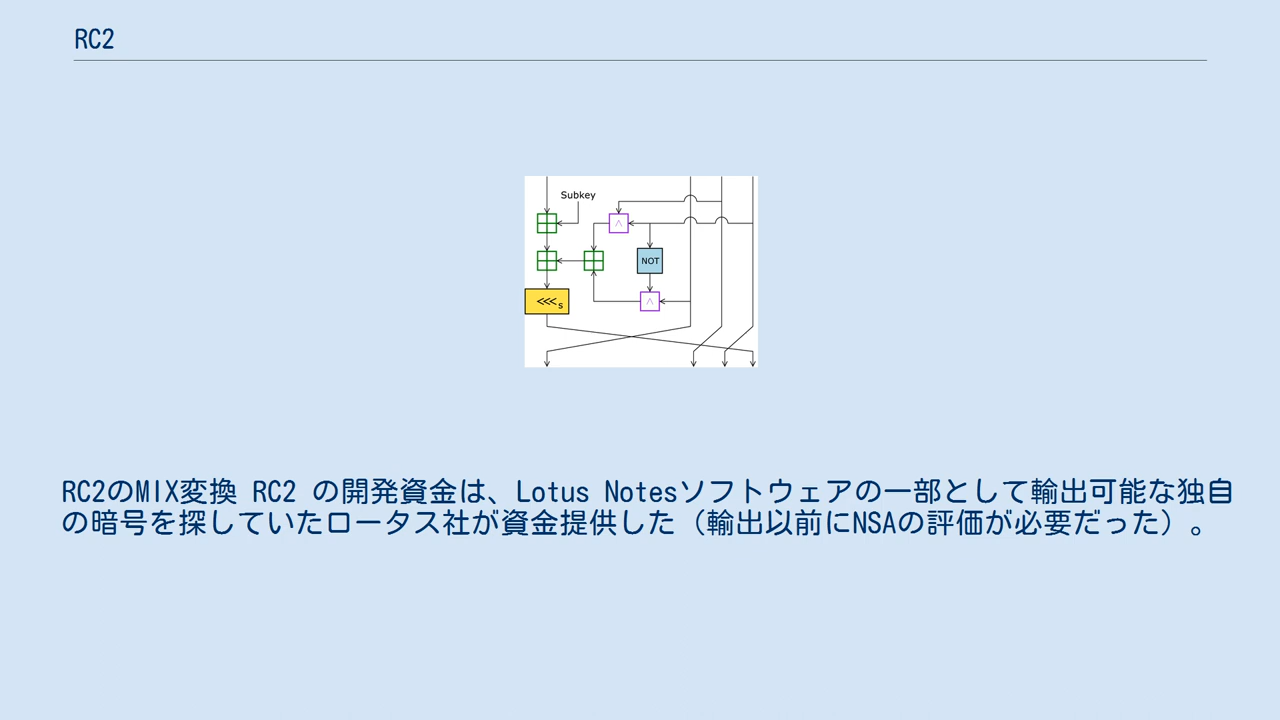 RC2
Subkey
∧
NOT
<<<s
∧
RC2のMIX変換 RC2 の開発資金は、Lotus Notesソフトウェアの一部として輸出可能な独自
の暗号を探していたロータス社が資金提供した（輸出以前にNSAの評価が必要だった）。